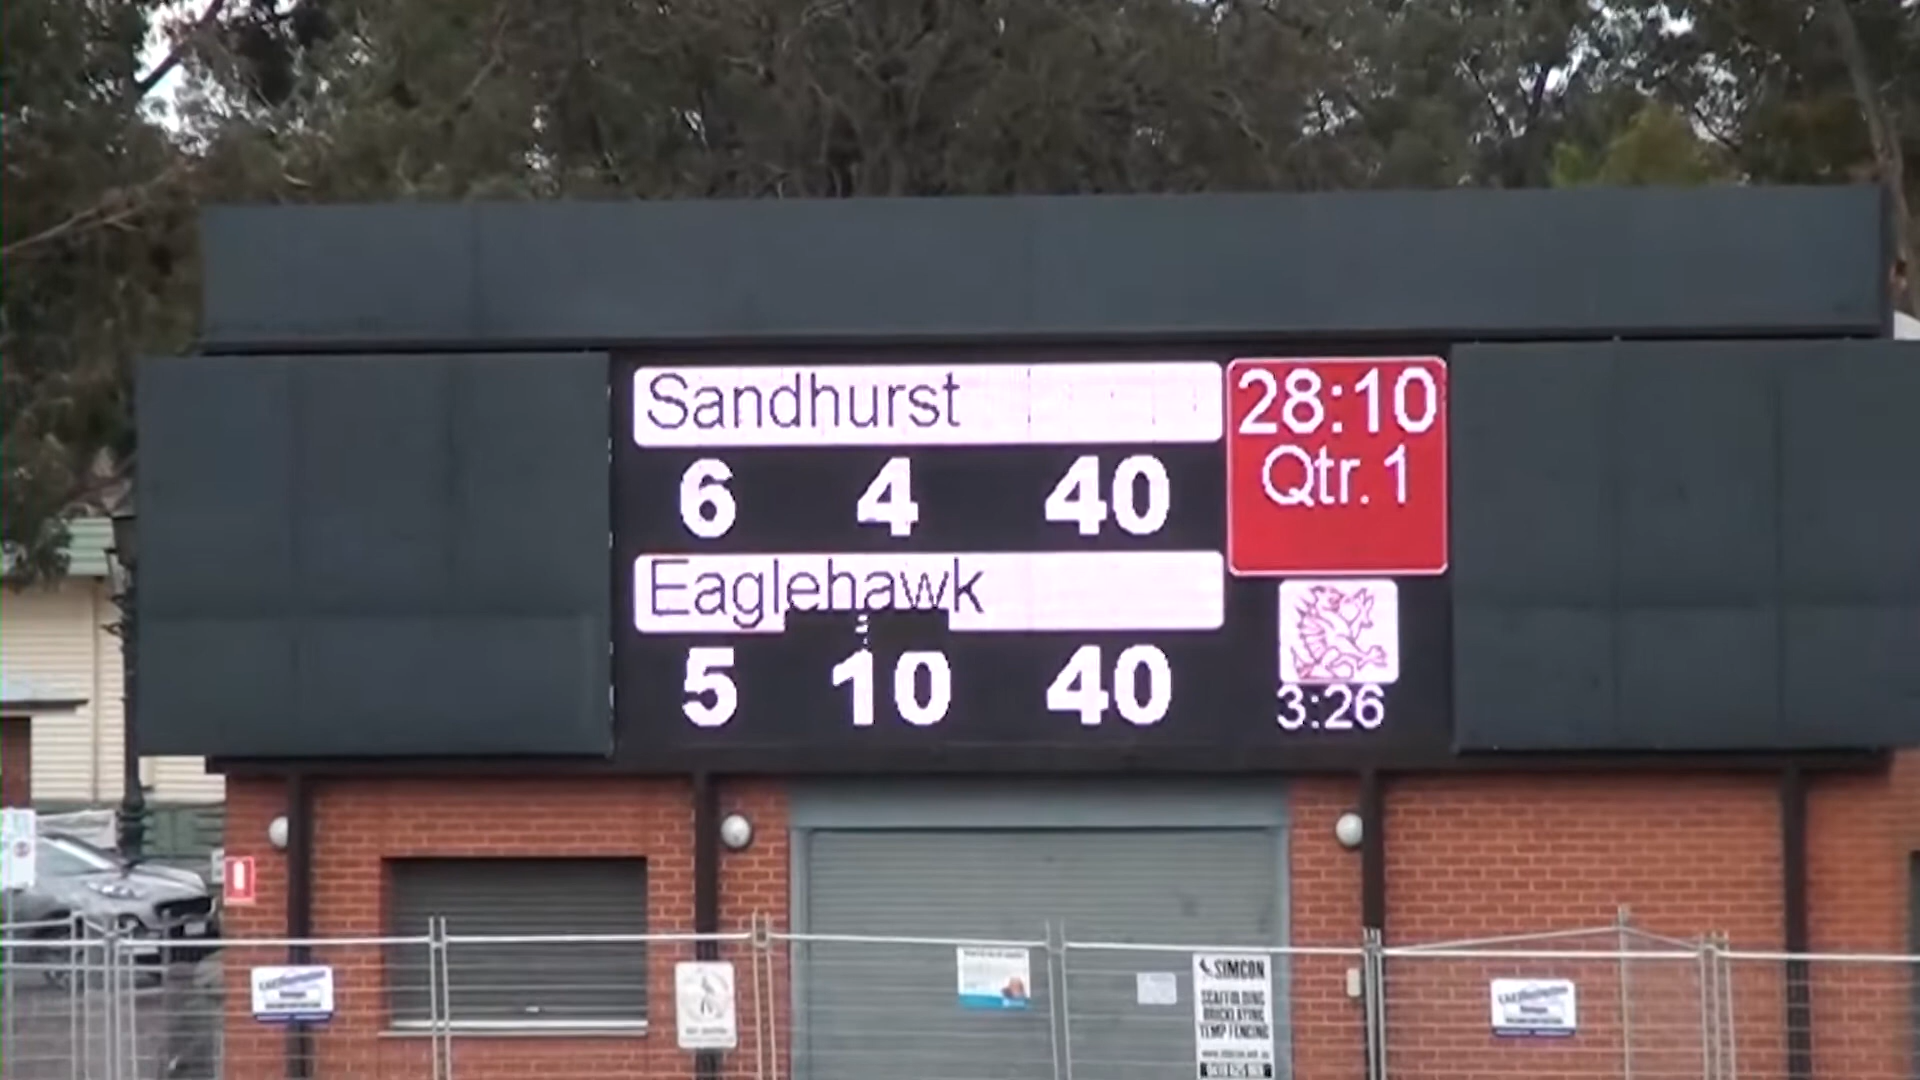 Sandhurst
28:10
Qtr. 1
6 4 40
Eaglehawk
5 10 40
3:26
SIMCON
SCAFFOLDING
BRICKLAYING
TEMP FENCING